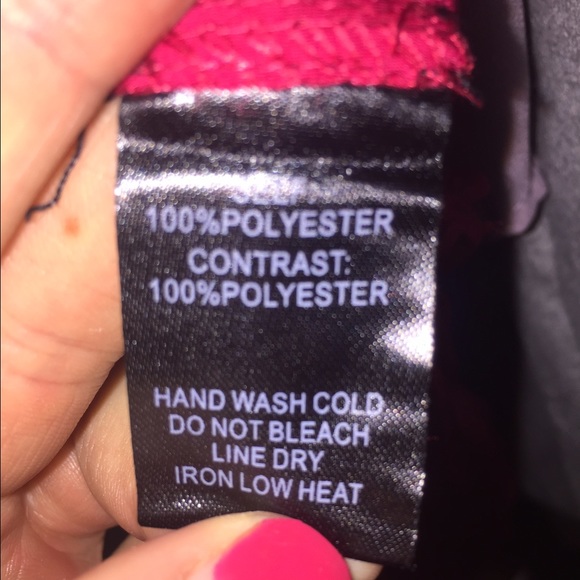 100%POLYESTER
CONTRAST:
100%POLYESTER
HAND WASH COLD
DO NOT BLEACH
LINE DRY
IRON LOW HEAT